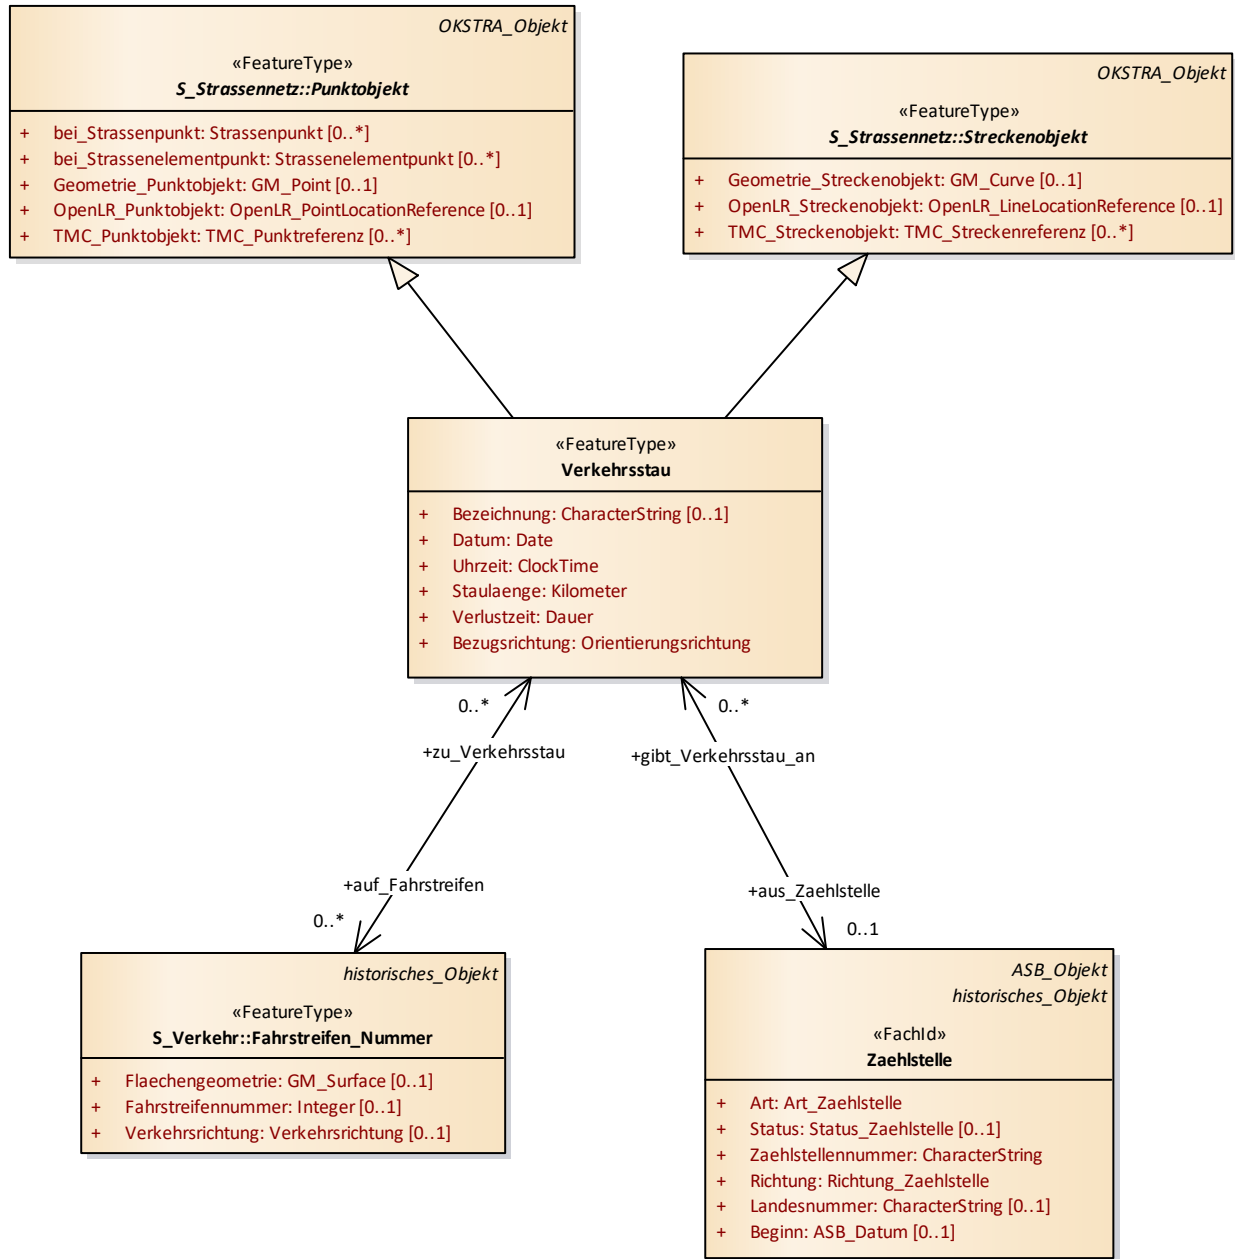 OKSTRA_Objekt
«FeatureType»
S_Strassennetz::Punktobjekt
+ bei_Strassenpunkt: Strassenpunkt [0..*]
+ bei_Strassenelementpunkt: Strassenelementpunkt [0..*]
+ Geometrie_Punktobjekt: GM_Point [0..1]
+ OpenLR_Punktobjekt: OpenLR_PointLocationReference [0..1]
+ TMC_Punktobjekt: TMC_Punktreferenz [0..*]
OKSTRA_Objekt
«FeatureType»
S_Strassennetz::Streckenobjekt
+ Geometrie_Streckenobjekt: GM_Curve [0..1]
+ OpenLR_Streckenobjekt: OpenLR_LineLocationReference [0..1]
+ TMC_Streckenobjekt: TMC_Streckenreferenz [0..*]
«FeatureType»
Verkehrsstau
+ Bezeichnung: CharacterString [0..1]
+ Datum: Date
+ Uhrzeit: ClockTime
+ Staulaenge: Kilometer
+ Verlustzeit: Dauer
+ Bezugsrichtung: Orientierungsrichtung
0..*
+zu_Verkehrsstau
0..*
+gibt_Verkehrsstau_an
+auf_Fahrstreifen
0..*
+aus_Zaehlstelle
0..1
historisches_Objekt
«FeatureType»
S_Verkehr::Fahrstreifen_Nummer
+ Flaechengeometrie: GM_Surface [0..1]
+ Fahrstreifennummer: Integer [0..1]
+ Verkehrsrichtung: Verkehrsrichtung [0..1]
ASB_Objekt
historisches_Objekt
«FachId»
Zaehlstelle
+ Art: Art_Zaehlstelle
+ Status: Status_Zaehlstelle [0..1]
+ Zaehlstellennummer: CharacterString
+ Richtung: Richtung_Zaehlstelle
+ Landesnummer: CharacterString [0..1]
+ Beginn: ASB_Datum [0..1]